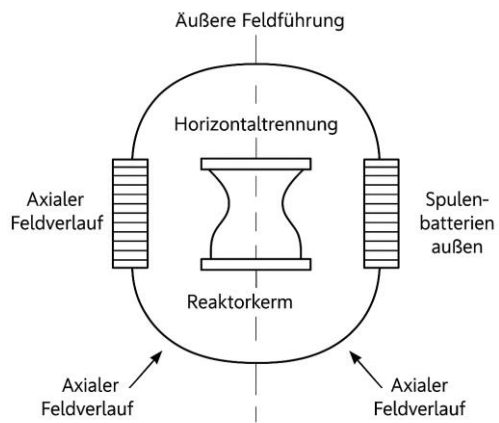 Äußere Feldführung
Horizontaltrennung
Axialer
Feldverlauf
Spulen-
batterien
außen
Reaktorkerm
Axialer
Feldverlauf
Axialer
Feldverlauf